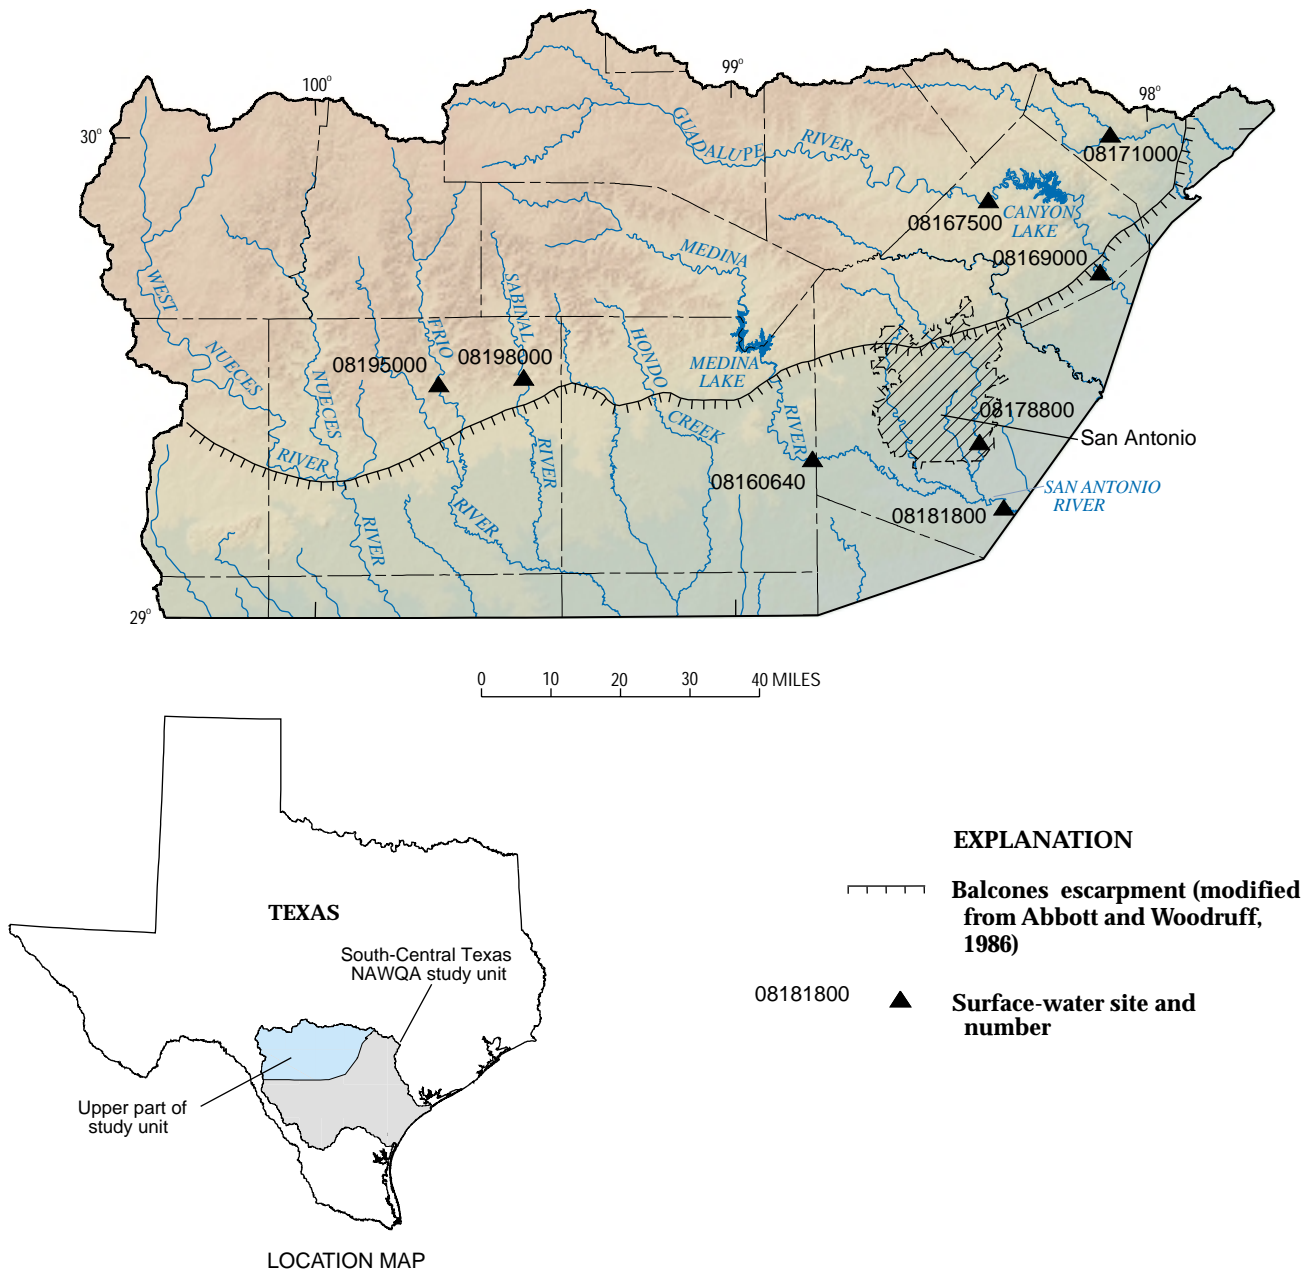 100°
99°
98°
30°
29°
GUADALUPE
RIVER
08171000
08167500
CANYON
LAKE
08169000
MEDINA
WEST
NUECES
SABINAL
FRIO
08195000
08198000
HONDO
MEDINA
LAKE
NUECES
CREEK
RIVER
08178800
San Antonio
RIVER
RIVER
08160640
SAN ANTONIO
RIVER
RIVER
RIVER
08181800
0 10 20 30 40 MILES
TEXAS
South-Central Texas
NAWQA study unit
Upper part of
study unit
LOCATION MAP
EXPLANATION
Balcones escarpment (modified
from Abbott and Woodruff,
1986)
08181800
Surface-water site and
number